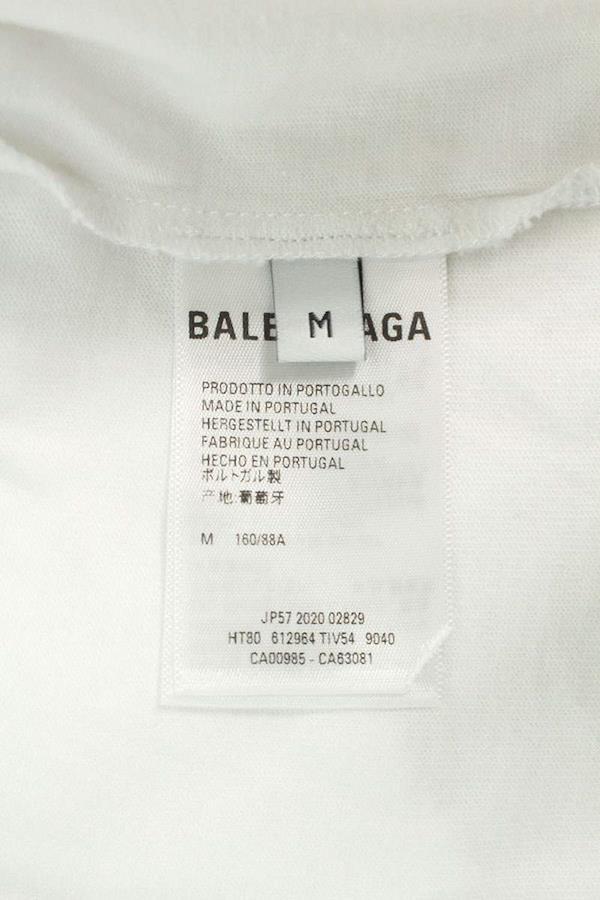 BALE M AGA
PRODOTTO IN PORTOGALLO
MADE IN PORTUGAL
HERGESTELLT IN PORTUGAL
FABRIQUE AU PORTUGAL
HECHO EN PORTUGAL
ポルトガル製
产地:葡萄牙
M 160/88A
JP57 2020 02829
HT80 612964 TIV54 9040
CA00985 - CA63081